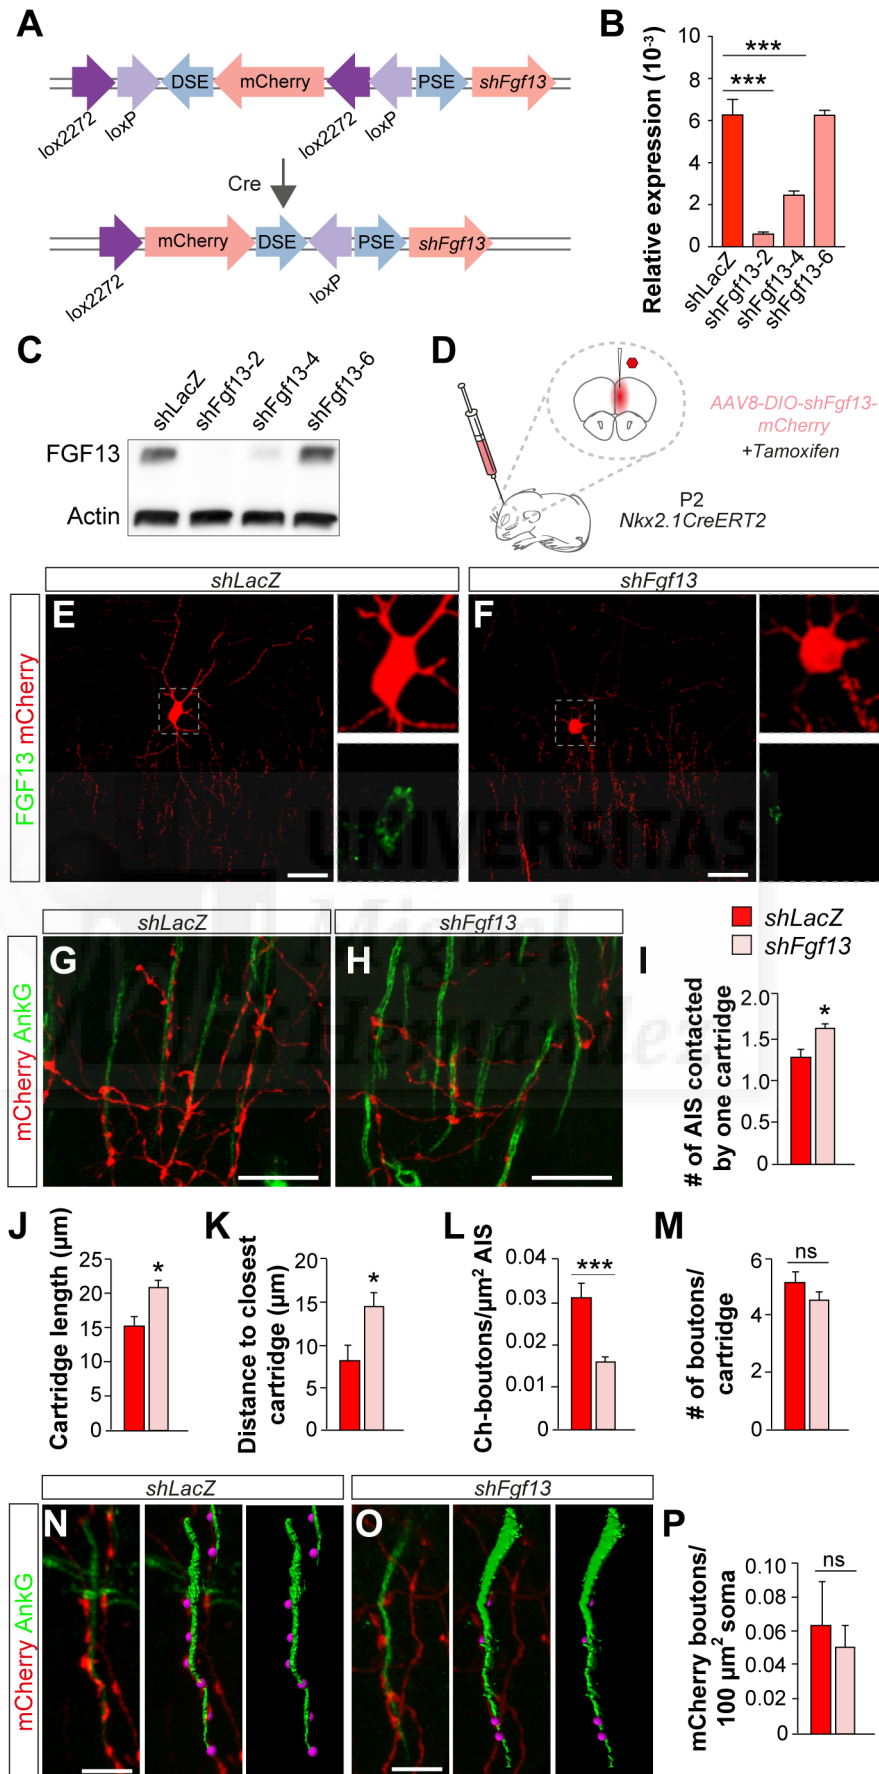 A
DSE
mCherry
PSE
shFgf13
lox2272
loxP
lox2272
loxP
Cre
mCherry
DSE
PSE
shFgf13
lox2272
loxP
B
Relative expression (10-3)
10
8
6
4
2
0
***
***
shLacZ
shFgf13-2
shFgf13-4
shFgf13-6
C
shLacZ
shFgf13-2
shFgf13-4
shFgf13-6
FGF13
Actin
D
AAV8-DIO-shFgf13-
mCherry
+Tamoxifen
P2
Nkx2.1CreERT2
shLacZ
shFgf13
FGF13 mCherry
E
F
UNIVERSITAS
Miguel
Hernández
shLacZ
shFgf13
mCherry AnkG
G
H
shLacZ
shFgf13
I
# of AIS contacted
by one cartridge
2.0
1.5
1.0
0.5
0
*
J
Cartridge length (µm)
25
20
15
10
5
0
*
K
Distance to closest
cartridge (µm)
20
15
10
5
0
*
L
Ch-boutons/µm² AIS
0.04
0.03
0.02
0.01
0
***
M
# of boutons/
cartridge
6
4
2
0
ns
shLacZ
shFgf13
mCherry AnkG
N
O
P
mCherry boutons/
100 µm² soma
0.10
0.08
0.06
0.04
0.02
0
ns